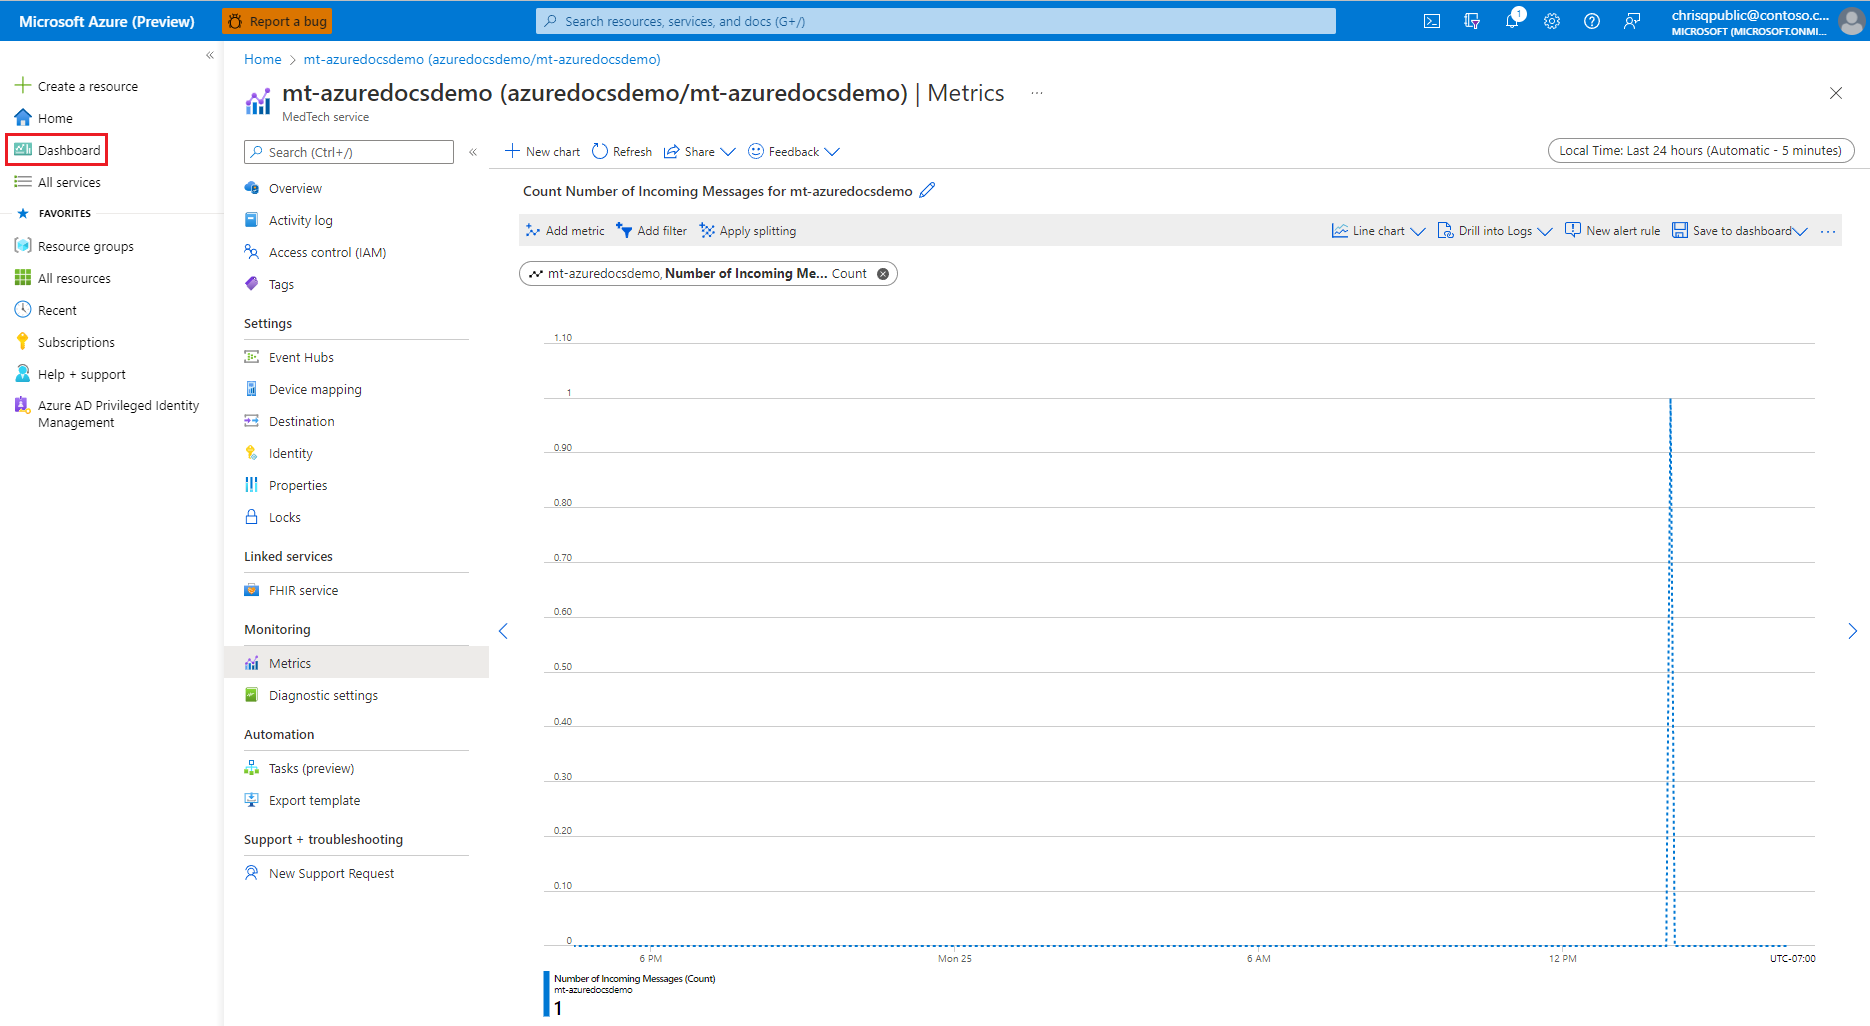 Microsoft Azure (Preview)
Report a bug
Search resources, services, and docs (G+/)
1
chrisqpublic@contoso.c...
MICROSOFT (MICROSOFT.ONMI...
«
Create a resource
Home
Dashboard
All services
FAVORITES
Resource groups
All resources
Recent
Subscriptions
Help + support
Azure AD Privileged Identity
Management
Home > mt-azuredocsdemo (azuredocsdemo/mt-azuredocsdemo)
mt-azuredocsdemo (azuredocsdemo/mt-azuredocsdemo) | Metrics ...
MedTech service
Search (Ctrl+/)
«
Overview
Activity log
Access control (IAM)
Tags
Settings
Event Hubs
Device mapping
Destination
Identity
Properties
Locks
Linked services
FHIR service
Monitoring
Metrics
Diagnostic settings
Automation
Tasks (preview)
Export template
Support + troubleshooting
New Support Request
New chart
Refresh
Share
Feedback
Local Time: Last 24 hours (Automatic - 5 minutes)
Count Number of Incoming Messages for mt-azuredocsdemo
Add metric
Add filter
Apply splitting
Line chart
Drill into Logs
New alert rule
Save to dashboard
...
mt-azuredocsdemo, Number of Incoming Me... Count
1.10
1
0.90
0.80
0.70
0.60
0.50
0.40
0.30
0.20
0.10
0
6 PM
Mon 25
6 AM
12 PM
UTC-07:00
Number of Incoming Messages (Count)
mt-azuredocsdemo
1